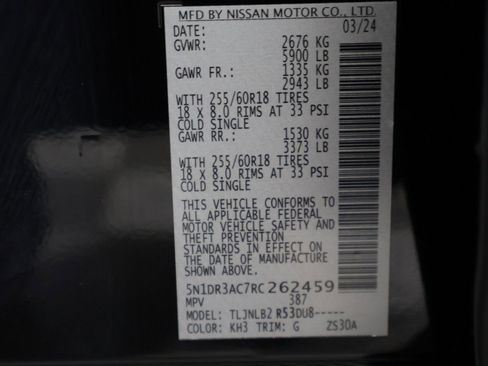 MFD BY NISSAN MOTOR CO., LTD.
DATE: 03/24
GVWR: 2676 KG
5900 LB
GAWR FR.: 1335 KG
2943 LB
WITH 255/60R18 TIRES
18 X 8.0 RIMS AT 33 PSI
COLD SINGLE
GAWR RR.: 1530 KG
3373 LB
WITH 255/60R18 TIRES
18 X 8.0 RIMS AT 33 PSI
COLD SINGLE
THIS VEHICLE CONFORMS TO
ALL APPLICABLE FEDERAL
MOTOR VEHICLE SAFETY AND
THEFT PREVENTION
STANDARDS IN EFFECT ON
THE DATE OF MANUFACTURE
SHOWN ABOVE.
5N1DR3AC7RC262459
MPV 387
MODEL: TLJNLB2 R53DU8-----
COLOR: KH3 TRIM: G ZS30A